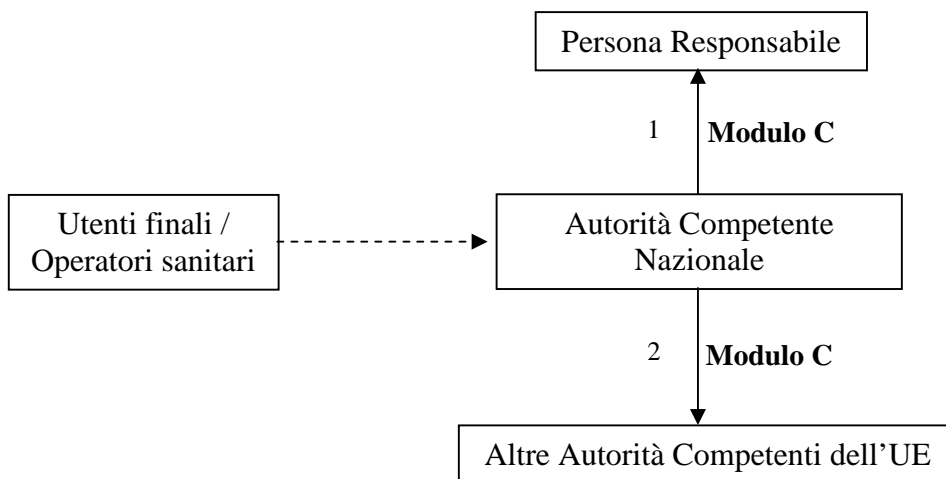 Persona Responsabile
1 Modulo C
Utenti finali /
Operatori sanitari
Autorità Competente
Nazionale
2 Modulo C
Altre Autorità Competenti dell’UE